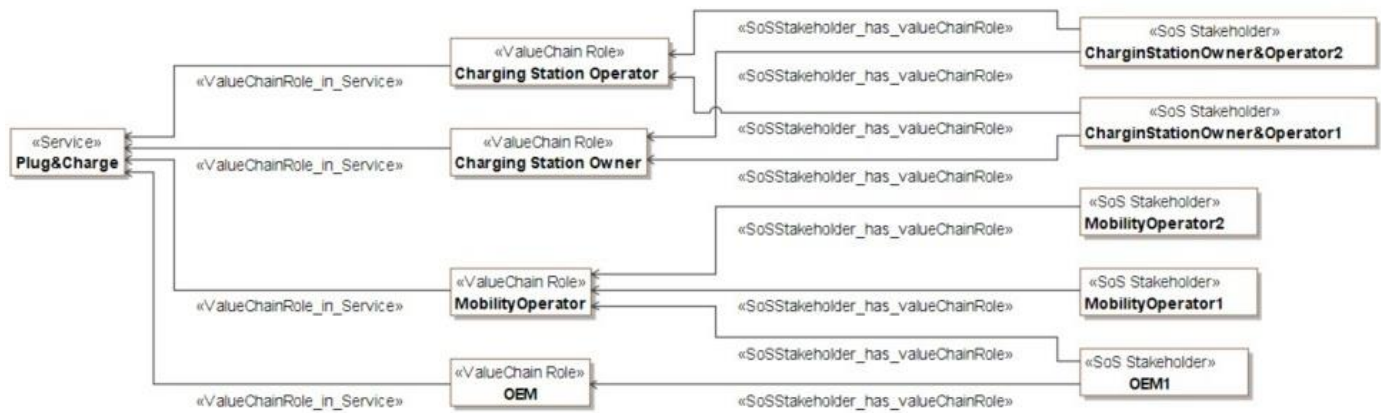 «Service»
Plug&Charge
«ValueChainRole_in_Service»
«ValueChainRole_in_Service»
«ValueChainRole_in_Service»
«ValueChainRole_in_Service»
«ValueChain Role»
Charging Station Operator
«ValueChain Role»
Charging Station Owner
«ValueChain Role»
MobilityOperator
«ValueChain Role»
OEM
«SoSStakeholder_has_valueChainRole»
«SoSStakeholder_has_valueChainRole»
«SoSStakeholder_has_valueChainRole»
«SoSStakeholder_has_valueChainRole»
«SoSStakeholder_has_valueChainRole»
«SoSStakeholder_has_valueChainRole»
«SoSStakeholder_has_valueChainRole»
«SoSStakeholder_has_valueChainRole»
«SoS Stakeholder»
CharginStationOwner&Operator2
«SoS Stakeholder»
CharginStationOwner&Operator1
«SoS Stakeholder»
MobilityOperator2
«SoS Stakeholder»
MobilityOperator1
«SoS Stakeholder»
OEM1